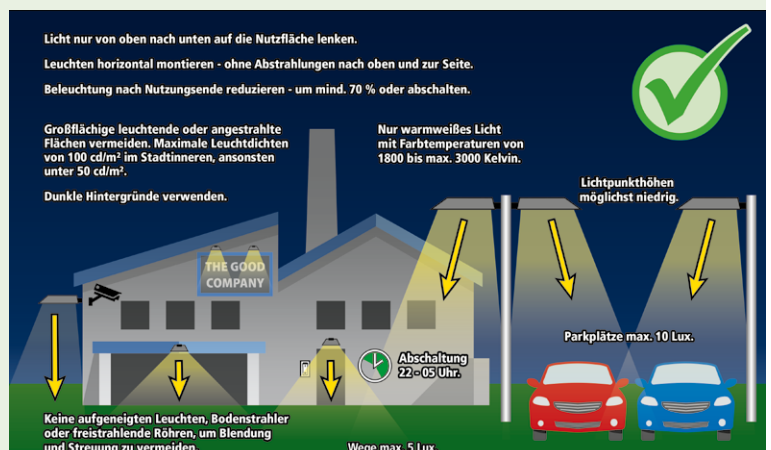 Licht nur von oben nach unten auf die Nutzfläche lenken.
Leuchten horizontal montieren - ohne Abstrahlungen nach oben und zur Seite.
Beleuchtung nach Nutzungsende reduzieren - um mind. 70 % oder abschalten.
Großflächige leuchtende oder angestrahlte
Flächen vermeiden. Maximale Leuchtdichten
von 100 cd/m² im Stadtinneren, ansonsten
unter 50 cd/m².
Dunkle Hintergründe verwenden.
Nur warmweißes Licht
mit Farbtemperaturen von
1800 bis max. 3000 Kelvin.
Lichtpunkthöhen
möglichst niedrig.
THE GOOD
COMPANY
Parkplätze max. 10 Lux.
Abschaltung
22 - 05 Uhr.
Keine aufgeneigten Leuchten, Bodenstrahler
oder freistrahlende Röhren, um Blendung
und Streuung zu vermeiden.
Wege max. 5 Lux.